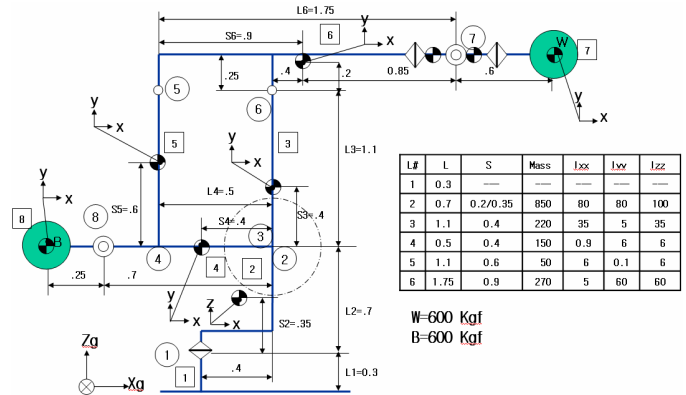 L6=1.75
S6=.9
6
y
x
7
W
7
.25
.4
.2
0.85
.6
5
6
y
x
y
x
5
y
x
3
L3=1.1
L4=.5
S5=.6
S4=.4
S3=.4
y
x
8
8
B
3
4
4
2
2
.25
.7
y
x
z
x
S2=.35
L2=.7
Zg
Xg
1
1
.4
L1=0.3
L# L S Mass Ixx Iyy Izz
1 0.3 --- --- --- --- ---
2 0.7 0.2/0.35 850 80 80 100
3 1.1 0.4 220 35 5 35
4 0.5 0.4 150 0.9 6 6
5 1.1 0.6 50 6 0.1 6
6 1.75 0.9 270 5 60 60
W=600 Kgf
B=600 Kgf